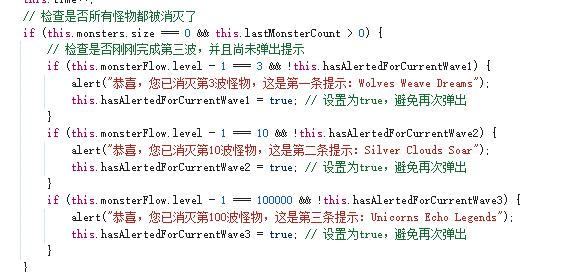 this.time++;
// 检查是否所有怪物都被消灭了
if (this.monsters.size === 0 && this.lastMonsterCount > 0) {
// 检查是否刚刚完成第三波，并且尚未弹出提示
if (this.monsterFlow.level - 1 === 3 && !this.hasAlertedForCurrentWave1) {
alert("恭喜，您已消灭第3波怪物，这是第一条提示：Wolves Weave Dreams");
this.hasAlertedForCurrentWave1 = true; // 设置为true，避免再次弹出
}
if (this.monsterFlow.level - 1 === 10 && !this.hasAlertedForCurrentWave2) {
alert("恭喜，您已消灭第10波怪物，这是第二条提示：Silver Clouds Soar");
this.hasAlertedForCurrentWave2 = true; // 设置为true，避免再次弹出
}
if (this.monsterFlow.level - 1 === 100000 && !this.hasAlertedForCurrentWave3) {
alert("恭喜，您已消灭第100波怪物，这是第三条提示：Unicorns Echo Legends");
this.hasAlertedForCurrentWave3 = true; // 设置为true，避免再次弹出
}
}